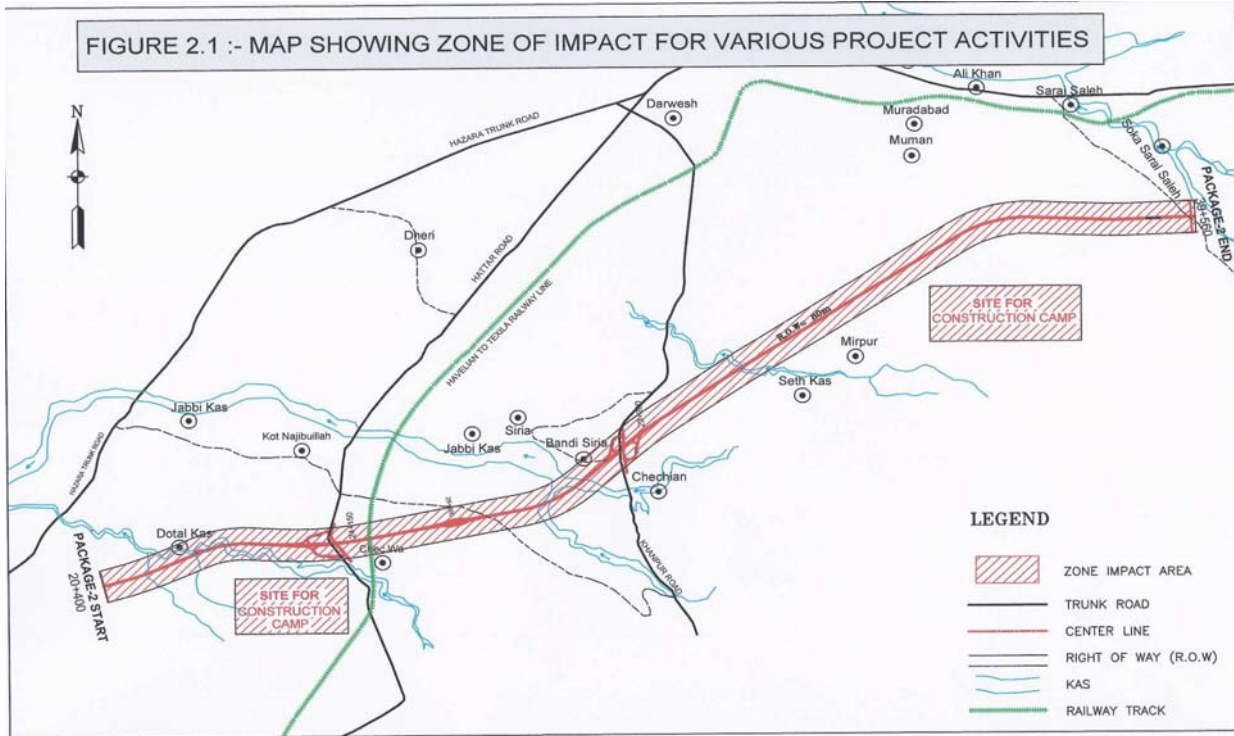 FIGURE 2.1 :- MAP SHOWING ZONE OF IMPACT FOR VARIOUS PROJECT ACTIVITIES
N
Ali Khan
Sarai Saleh
Darwesh
Muradabad
Muman
HAZARA TRUNK ROAD
Soka Sarai Saleh
PACKAGE-2 END
39+560
Dheri
HATTAR ROAD
HAVELIAN TO TEXILA RAILWAY LINE
SITE FOR
CONSTRUCTION CAMP
R.O.W= 80m
Mirpur
Seth Kas
Jabbi Kas
Siria
Jabbi Kas
Kot Najibullah
Bandi Siria
Chechian
HAZARA TRUNK ROAD
Dotal Kas
KHANPUR ROAD
PACKAGE-2 START
20+400
SITE FOR
CONSTRUCTION
CAMP
LEGEND
ZONE IMPACT AREA
TRUNK ROAD
CENTER LINE
RIGHT OF WAY (R.O.W)
KAS
RAILWAY TRACK